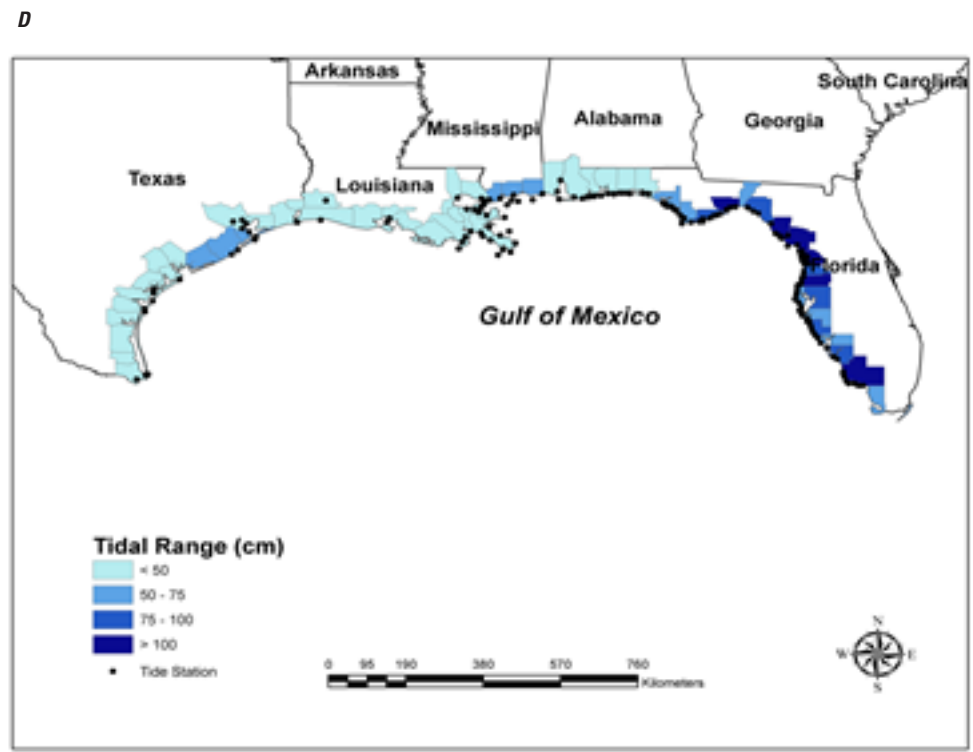 D
Arkansas
South Carolina
Mississippi
Alabama
Georgia
Texas
Louisiana
Florida
Gulf of Mexico
Tidal Range (cm)
< 50
50 - 75
75 - 100
> 100
Tide Station
0 95 190 380 570 760
Kilometers
N
W E
S